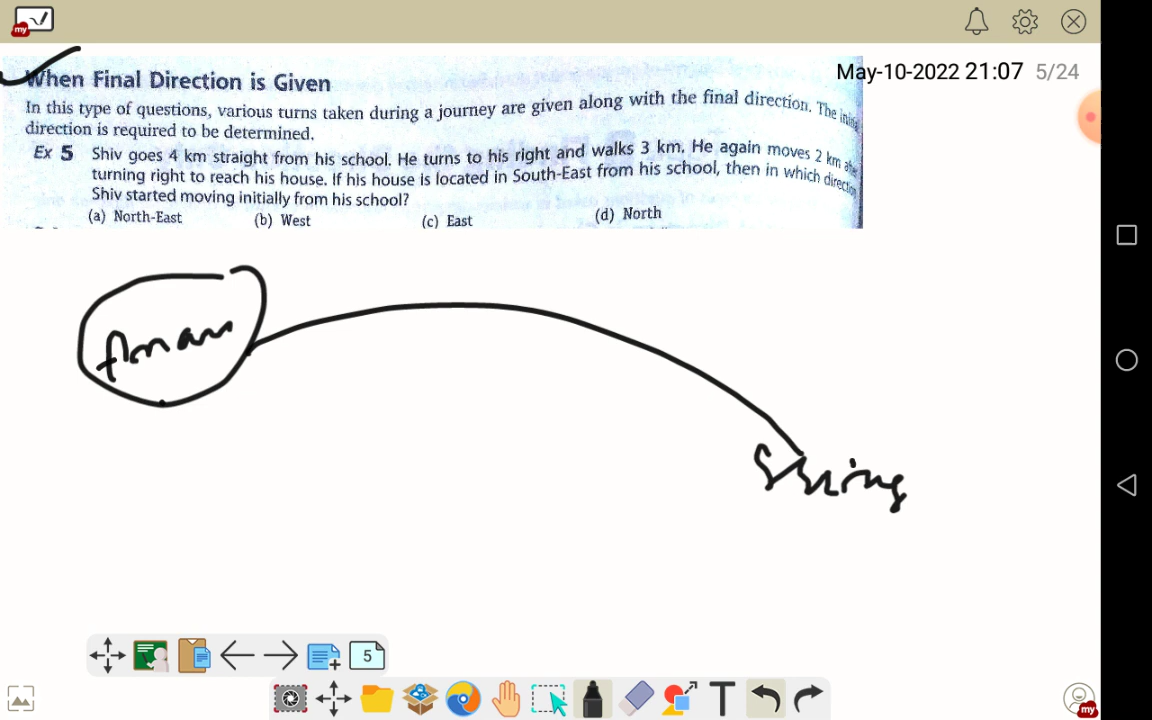 When Final Direction is Given
May-10-2022 21:07 5/24
In this type of questions, various turns taken during a journey are given along with the final direction. The initial
direction is required to be determined.
Ex 5 Shiv goes 4 km straight from his school. He turns to his right and walks 3 km. He again moves 2 km after
turning right to reach his house. If his house is located in South-East from his school, then in which direction
Shiv started moving initially from his school?
(a) North-East (b) West (c) East (d) North
Aman
5
my
my